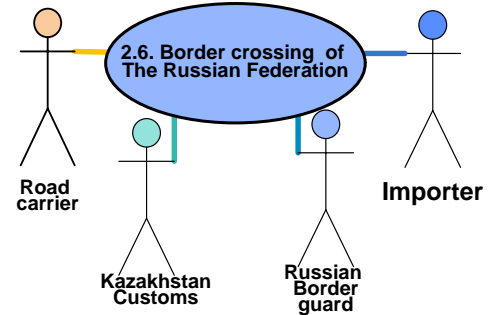 2.6. Border crossing of
The Russian Federation
Road
carrier
Importer
Kazakhstan
Customs
Russian
Border
guard